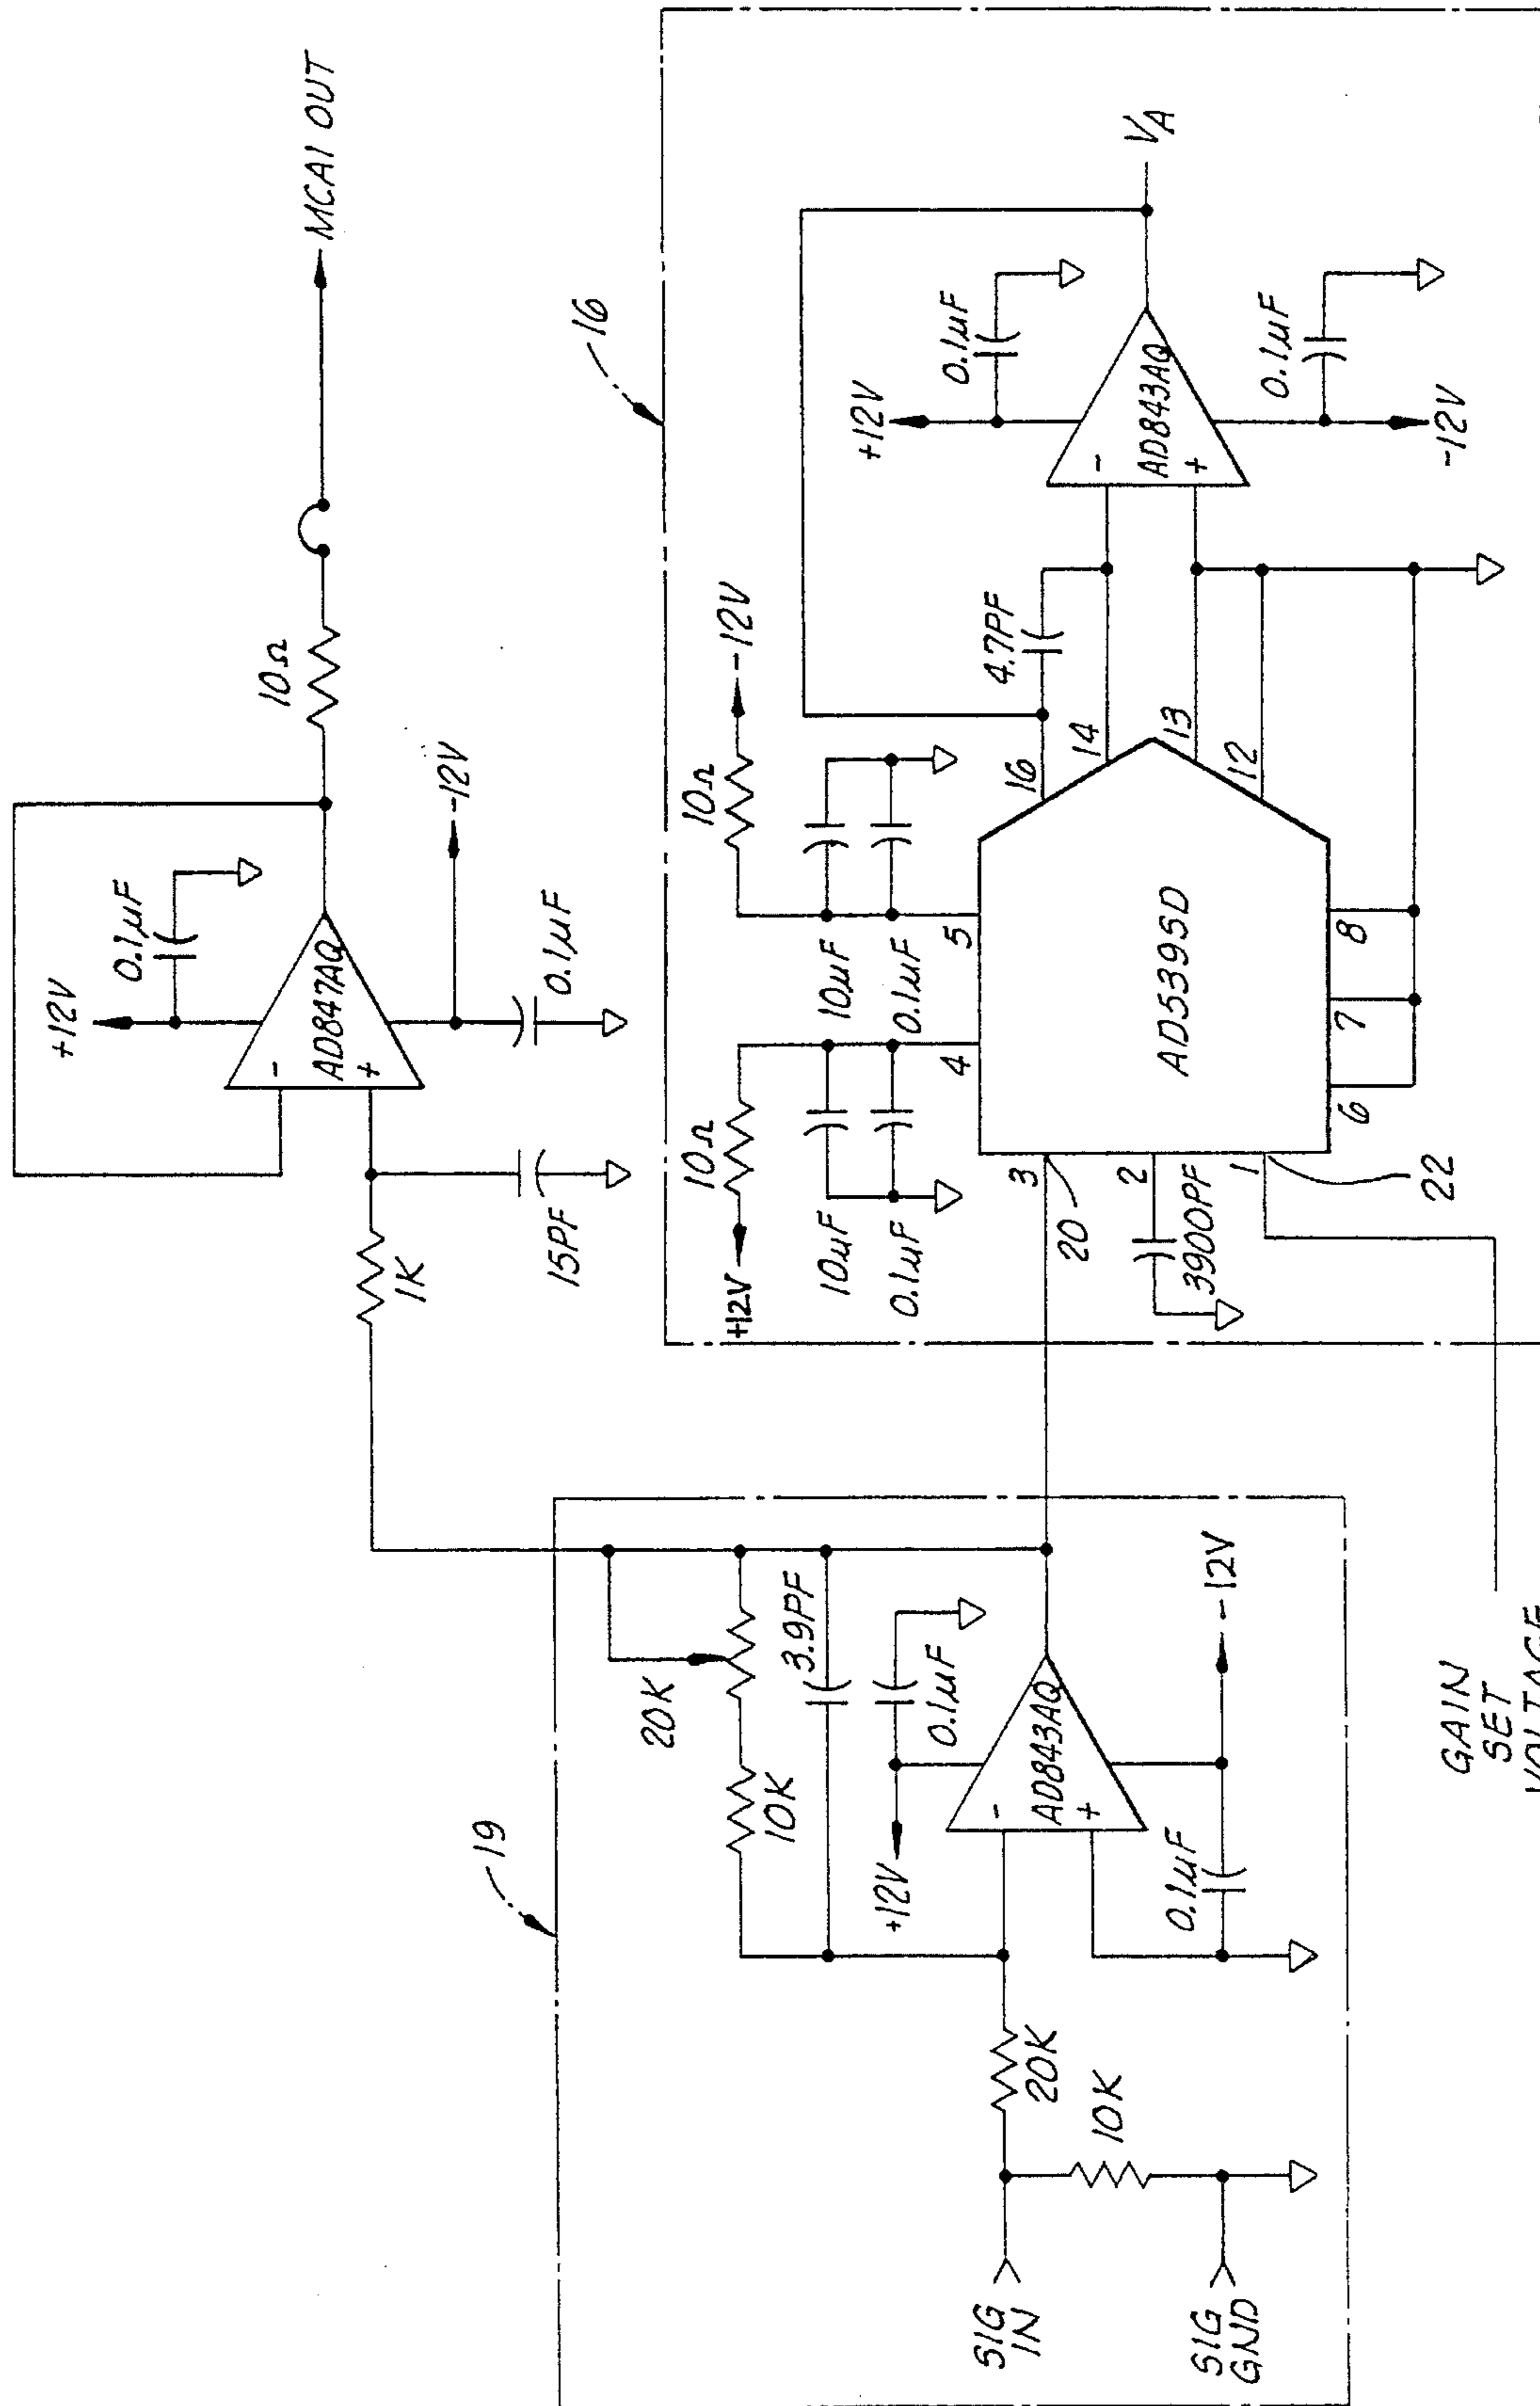 MCA1 OUT
10Ω
+12V
0.1μF
-
AD847AQ
+
-12V
0.1μF
1K
15PF
16
19
20K
10K
3.9PF
+12V
0.1μF
-
AD843AQ
+
-12V
0.1μF
20K
10K
SIG
IN
SIG
GND
10Ω
+12V
10μF
0.1μF
10Ω
-12V
10μF
0.1μF
3
4
5
20
2
3900PF
1
22
AD539SD
6
7
8
16
14
13
12
4.7PF
+12V
0.1μF
-
AD843AQ
+
0.1μF
-12V
VA
GAIN
SET
VOLTAGE